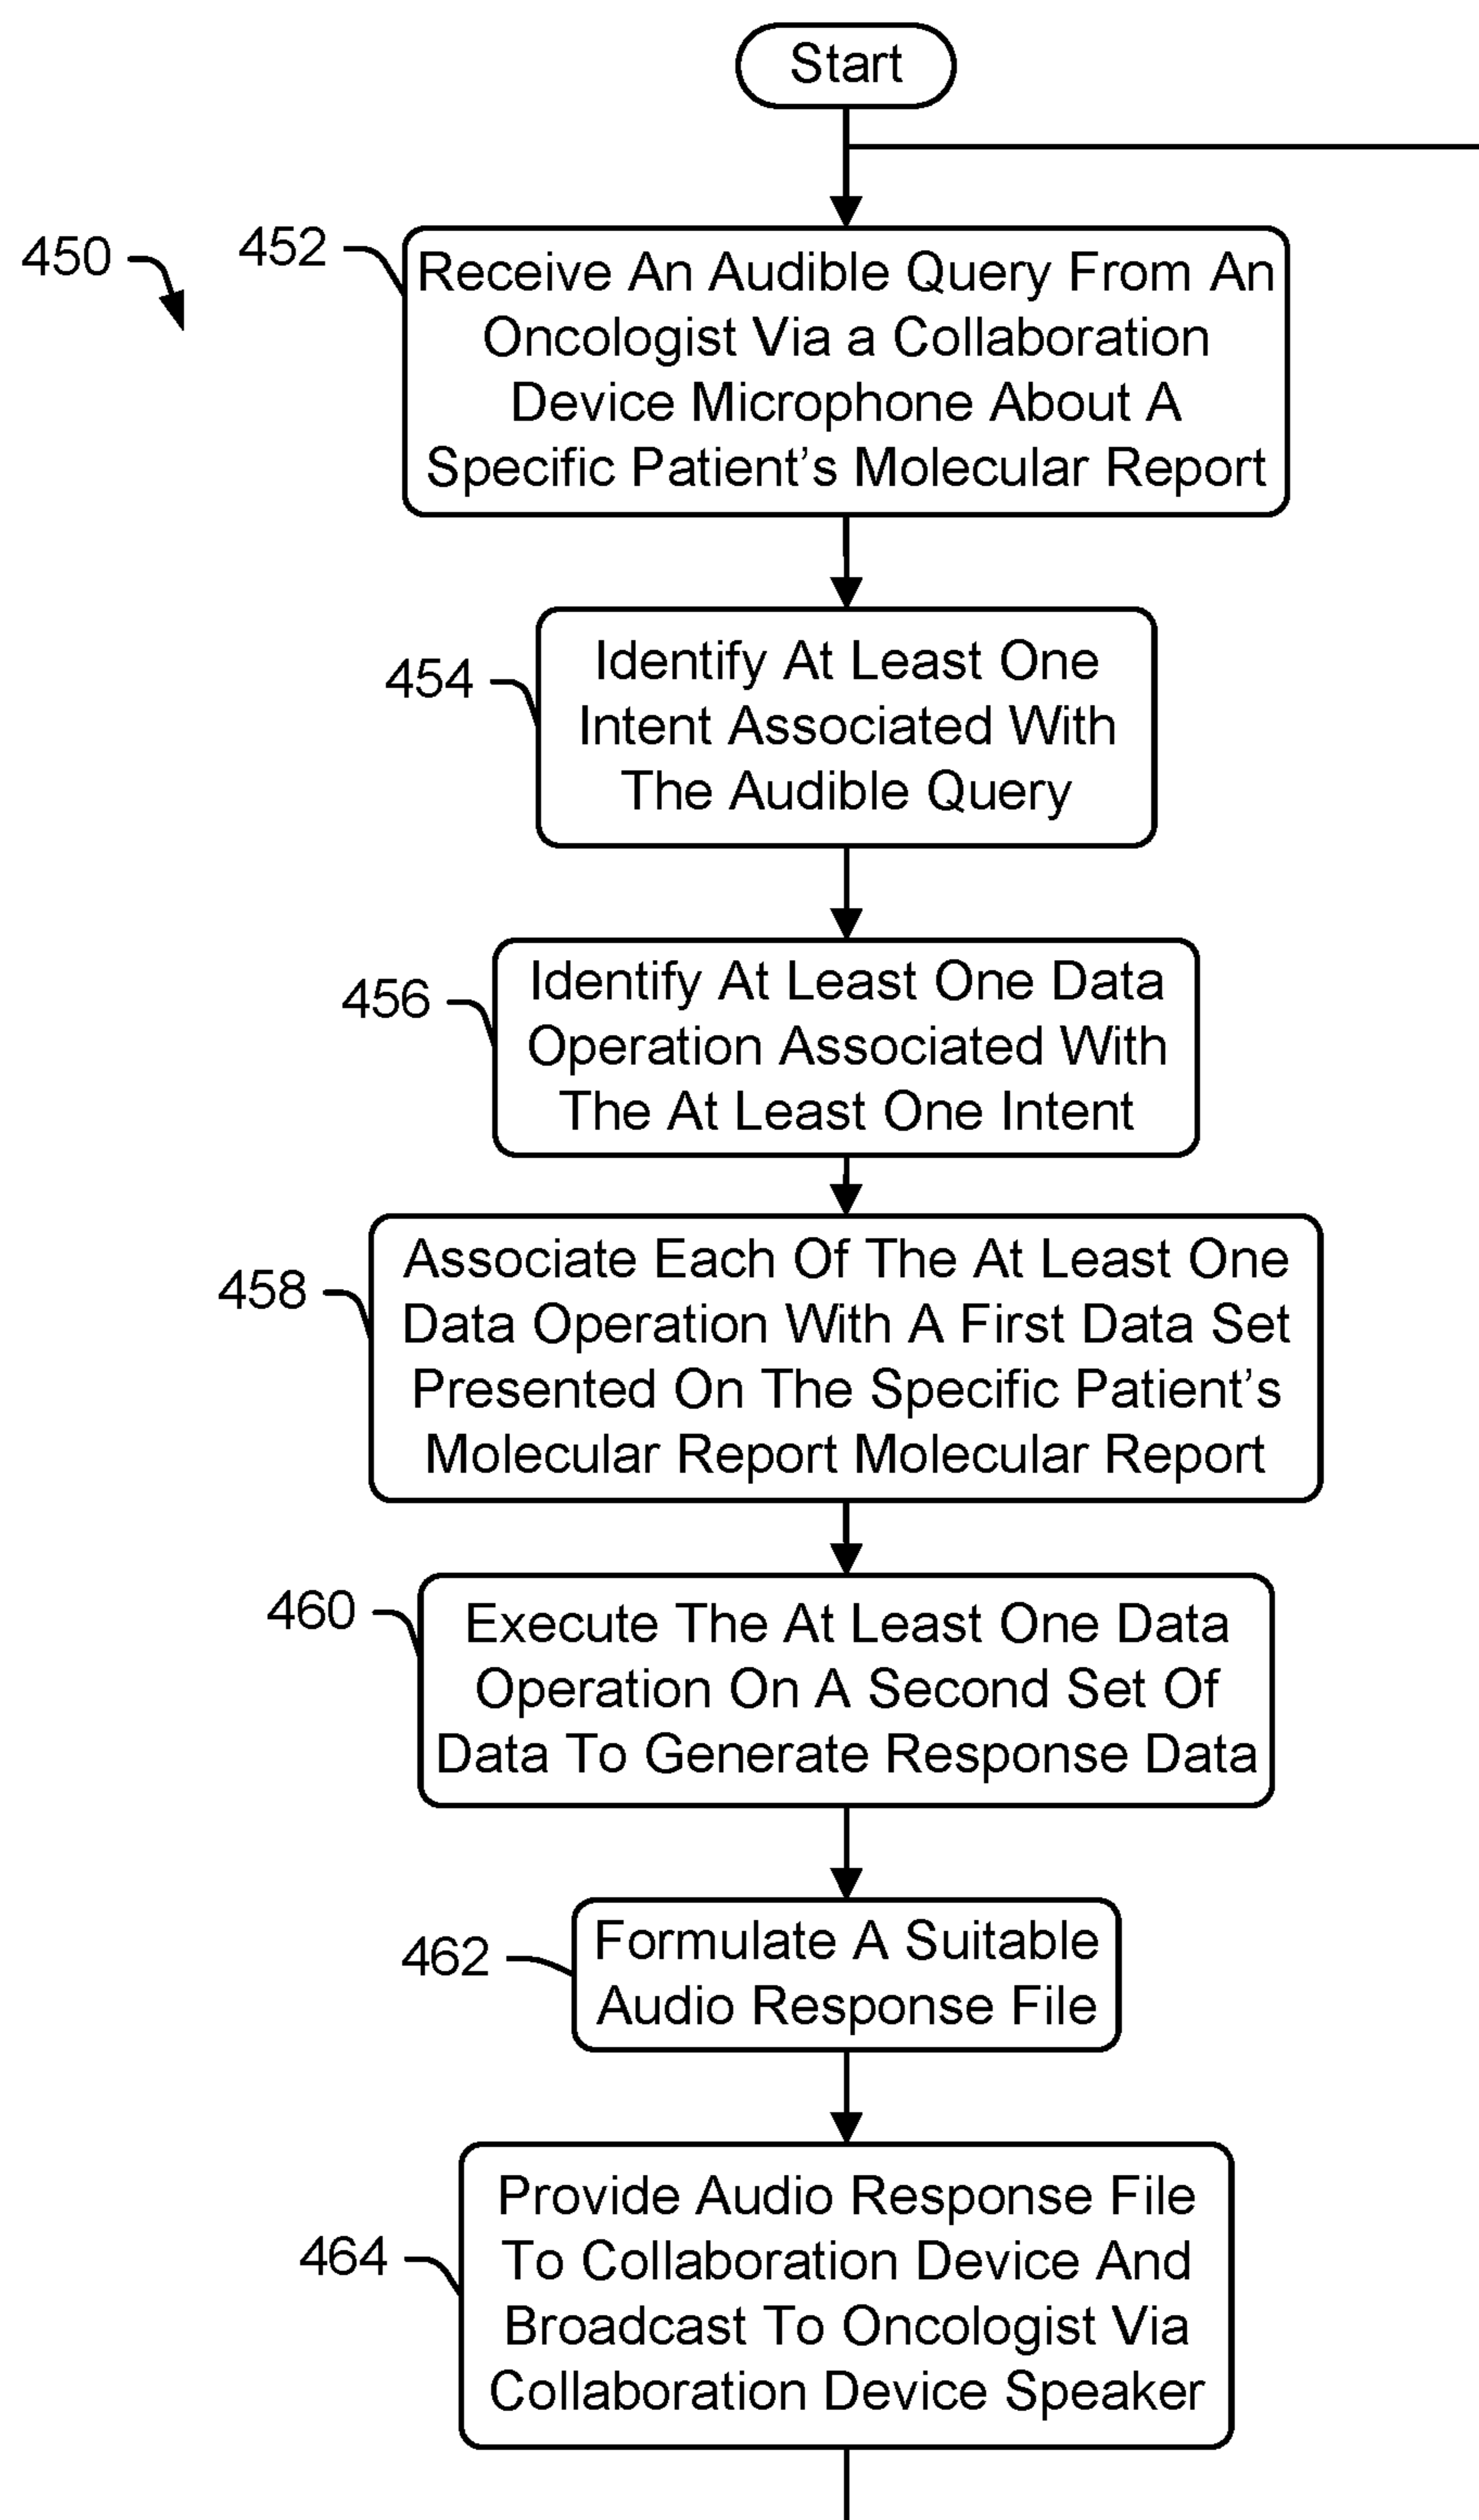 Start
450
452
Receive An Audible Query From An
Oncologist Via a Collaboration
Device Microphone About A
Specific Patient's Molecular Report
454
Identify At Least One
Intent Associated With
The Audible Query
456
Identify At Least One Data
Operation Associated With
The At Least One Intent
458
Associate Each Of The At Least One
Data Operation With A First Data Set
Presented On The Specific Patient's
Molecular Report Molecular Report
460
Execute The At Least One Data
Operation On A Second Set Of
Data To Generate Response Data
462
Formulate A Suitable
Audio Response File
464
Provide Audio Response File
To Collaboration Device And
Broadcast To Oncologist Via
Collaboration Device Speaker